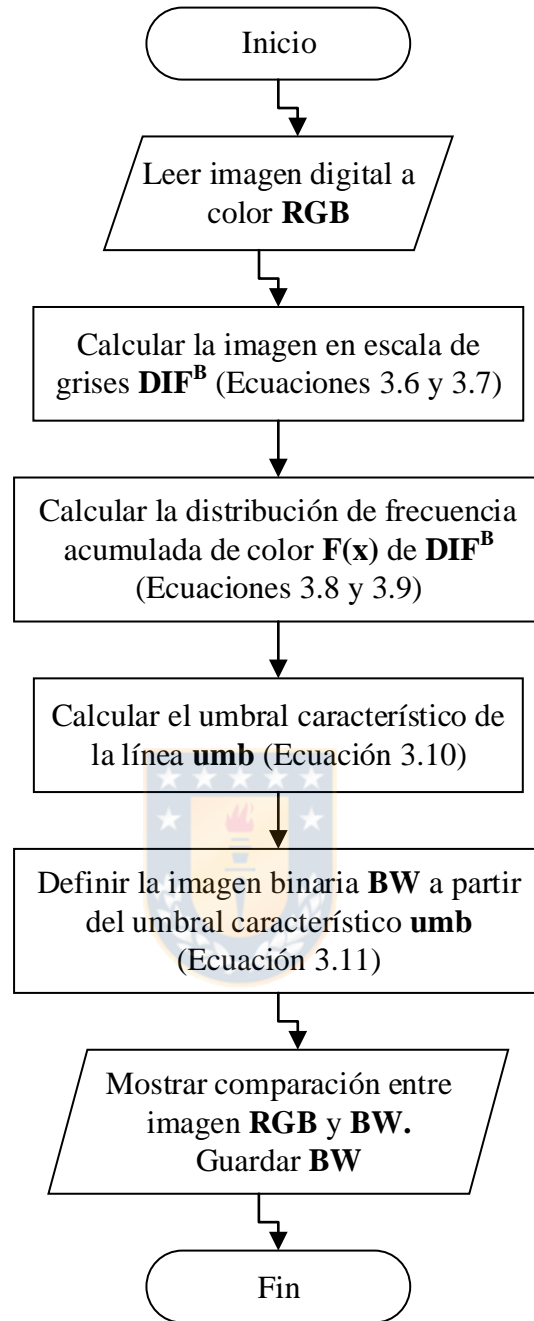 Inicio
Leer imagen digital a
color RGB
Calcular la imagen en escala de
grises DIF^B (Ecuaciones 3.6 y 3.7)
Calcular la distribución de frecuencia
acumulada de color F(x) de DIF^B
(Ecuaciones 3.8 y 3.9)
Calcular el umbral característico de
la línea umb (Ecuación 3.10)
Definir la imagen binaria BW a partir
del umbral característico umb
(Ecuación 3.11)
Mostrar comparación entre
imagen RGB y BW.
Guardar BW
Fin